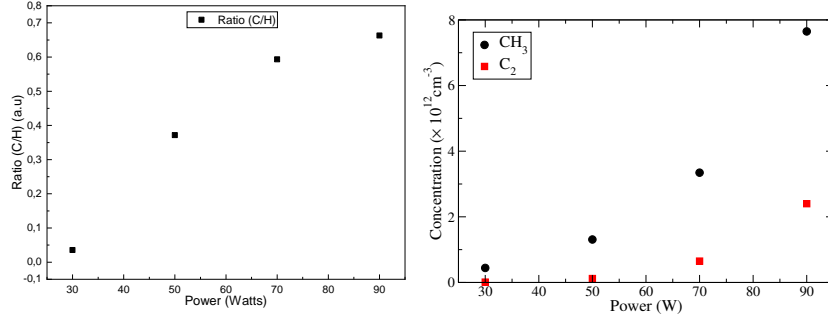 Ratio (C/H)
0,8
0,7
0,6
0,5
0,4
0,3
0,2
0,1
0,0
-0,1
Ratio (C/H) (a.u)
30 40 50 60 70 80 90
Power (Watts)
CH3
C2
8
6
4
2
0
Concentration (× 10^12 cm^-3)
30 40 50 60 70 80 90
Power (W)